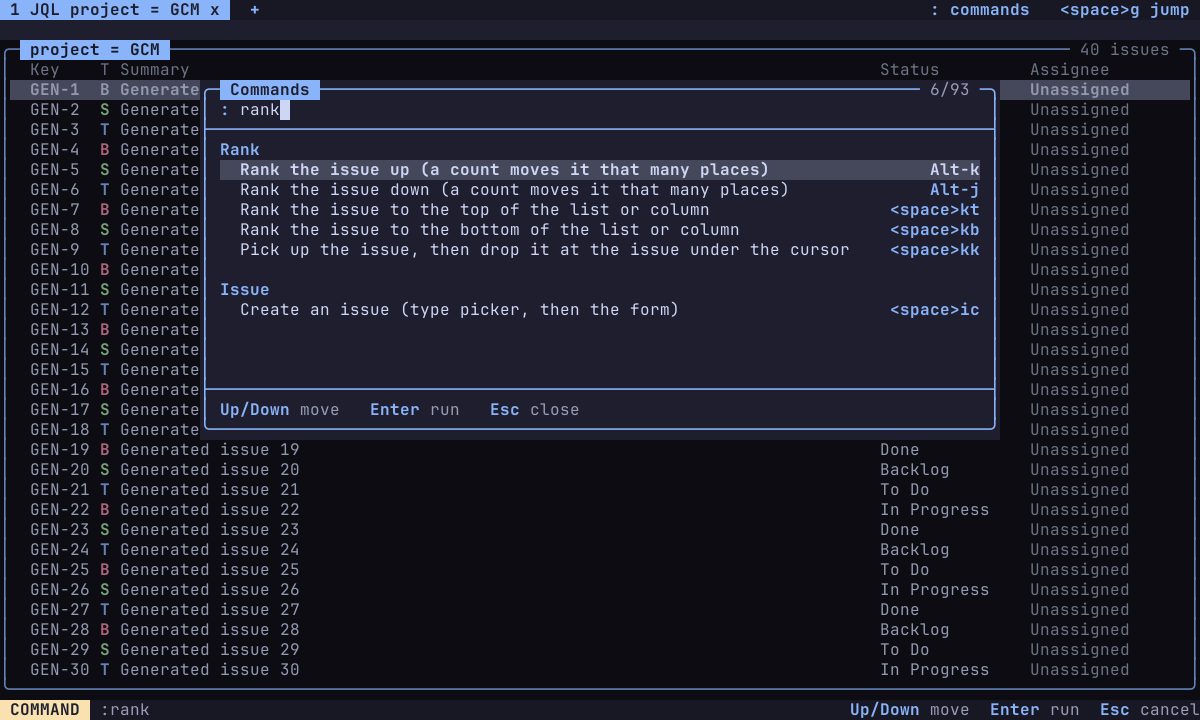 1 JQL project = GCM x + : commands <space>g jump
project = GCM 40 issues
Key T Summary Status Assignee
GEN-1 B Generate Commands 6/93 Unassigned
GEN-2 S Generate : rank Unassigned
GEN-3 T Generate Unassigned
GEN-4 B Generate Rank Unassigned
GEN-5 S Generate Rank the issue up (a count moves it that many places) Alt-k Unassigned
GEN-6 T Generate Rank the issue down (a count moves it that many places) Alt-j Unassigned
GEN-7 B Generate Rank the issue to the top of the list or column <space>kt Unassigned
GEN-8 S Generate Rank the issue to the bottom of the list or column <space>kb Unassigned
GEN-9 T Generate Pick up the issue, then drop it at the issue under the cursor <space>kk Unassigned
GEN-10 B Generate Unassigned
GEN-11 S Generate Issue Unassigned
GEN-12 T Generate Create an issue (type picker, then the form) <space>ic Unassigned
GEN-13 B Generate Unassigned
GEN-14 S Generate Unassigned
GEN-15 T Generate Unassigned
GEN-16 B Generate Unassigned
GEN-17 S Generate Up/Down move Enter run Esc close Unassigned
GEN-18 T Generate Unassigned
GEN-19 B Generated issue 19 Done Unassigned
GEN-20 S Generated issue 20 Backlog Unassigned
GEN-21 T Generated issue 21 To Do Unassigned
GEN-22 B Generated issue 22 In Progress Unassigned
GEN-23 S Generated issue 23 Done Unassigned
GEN-24 T Generated issue 24 Backlog Unassigned
GEN-25 B Generated issue 25 To Do Unassigned
GEN-26 S Generated issue 26 In Progress Unassigned
GEN-27 T Generated issue 27 Done Unassigned
GEN-28 B Generated issue 28 Backlog Unassigned
GEN-29 S Generated issue 29 To Do Unassigned
GEN-30 T Generated issue 30 In Progress Unassigned
COMMAND :rank Up/Down move Enter run Esc cancel